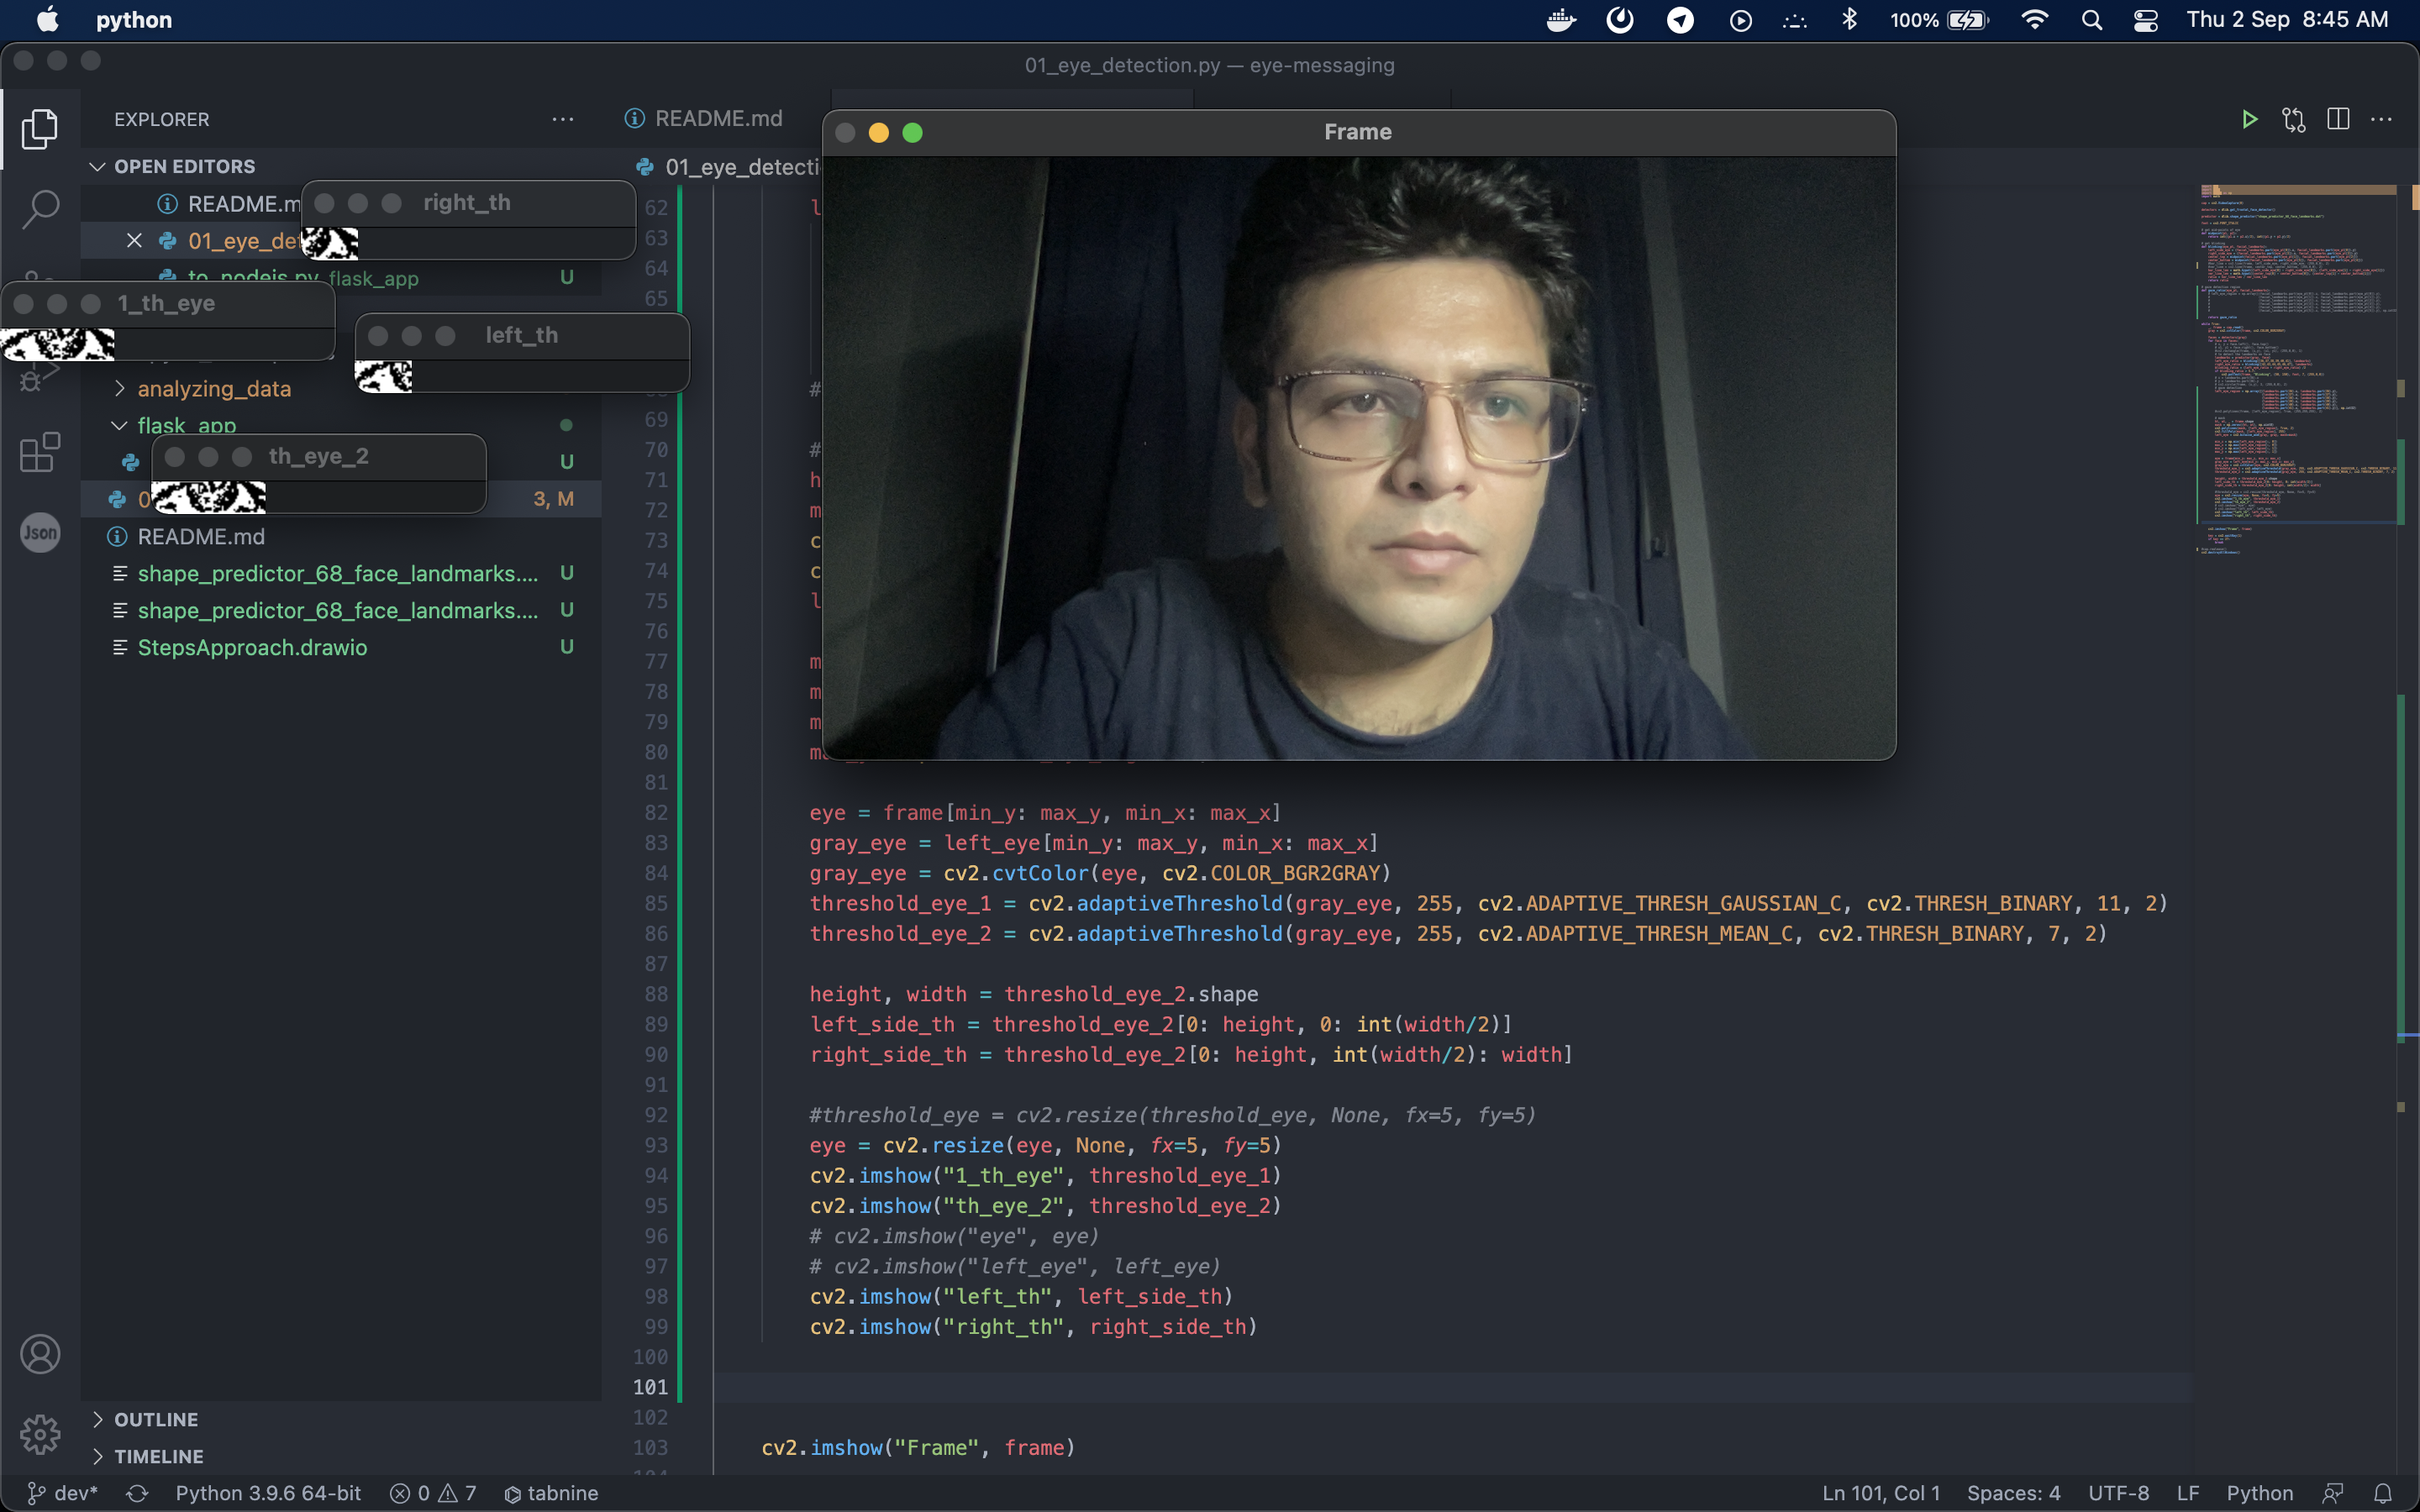 python
100%
Thu 2 Sep 8:45 AM
01_eye_detection.py — eye-messaging
EXPLORER
README.md
Frame
OPEN EDITORS
01_eye_detecti
README.m
right_th
01_eye_det
to_nodejs.py flask_app U
1_th_eye
left_th
analyzing_data
flask_app
th_eye_2
U
0 3, M
Json
README.md
shape_predictor_68_face_landmarks.... U
shape_predictor_68_face_landmarks.... U
StepsApproach.drawio U
OUTLINE
TIMELINE
62 l
63
64
65
#
69
70 #
71 h
72 m
73 c
74 c
75 l
76
77 m
78 m
79 m
80 m
81
82 eye = frame[min_y: max_y, min_x: max_x]
83 gray_eye = left_eye[min_y: max_y, min_x: max_x]
84 gray_eye = cv2.cvtColor(eye, cv2.COLOR_BGR2GRAY)
85 threshold_eye_1 = cv2.adaptiveThreshold(gray_eye, 255, cv2.ADAPTIVE_THRESH_GAUSSIAN_C, cv2.THRESH_BINARY, 11, 2)
86 threshold_eye_2 = cv2.adaptiveThreshold(gray_eye, 255, cv2.ADAPTIVE_THRESH_MEAN_C, cv2.THRESH_BINARY, 7, 2)
87
88 height, width = threshold_eye_2.shape
89 left_side_th = threshold_eye_2[0: height, 0: int(width/2)]
90 right_side_th = threshold_eye_2[0: height, int(width/2): width]
91
92 #threshold_eye = cv2.resize(threshold_eye, None, fx=5, fy=5)
93 eye = cv2.resize(eye, None, fx=5, fy=5)
94 cv2.imshow("1_th_eye", threshold_eye_1)
95 cv2.imshow("th_eye_2", threshold_eye_2)
96 # cv2.imshow("eye", eye)
97 # cv2.imshow("left_eye", left_eye)
98 cv2.imshow("left_th", left_side_th)
99 cv2.imshow("right_th", right_side_th)
100
101
102
103 cv2.imshow("Frame", frame)
dev* Python 3.9.6 64-bit 0 7 tabnine
Ln 101, Col 1 Spaces: 4 UTF-8 LF Python